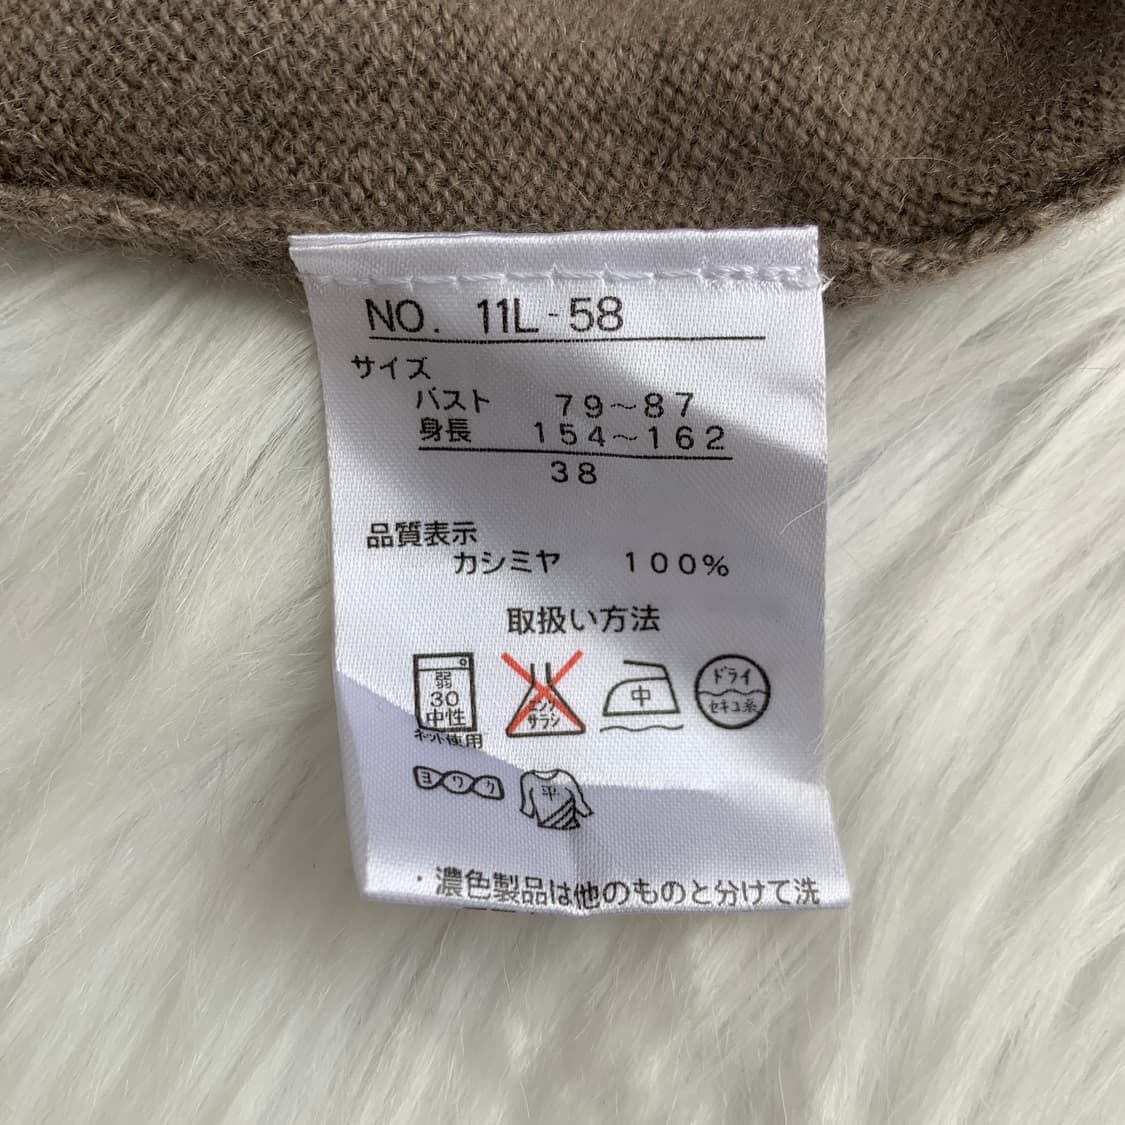 NO. 11L-58
サイズ
バスト 79～87
身長 154～162
38
品質表示
カシミヤ 100%
取扱い方法
弱
30
中性
ネット使用
エンソ
サラシ
中
ドライ
セキユ系
ヨワク
平
・濃色製品は他のものと分けて洗